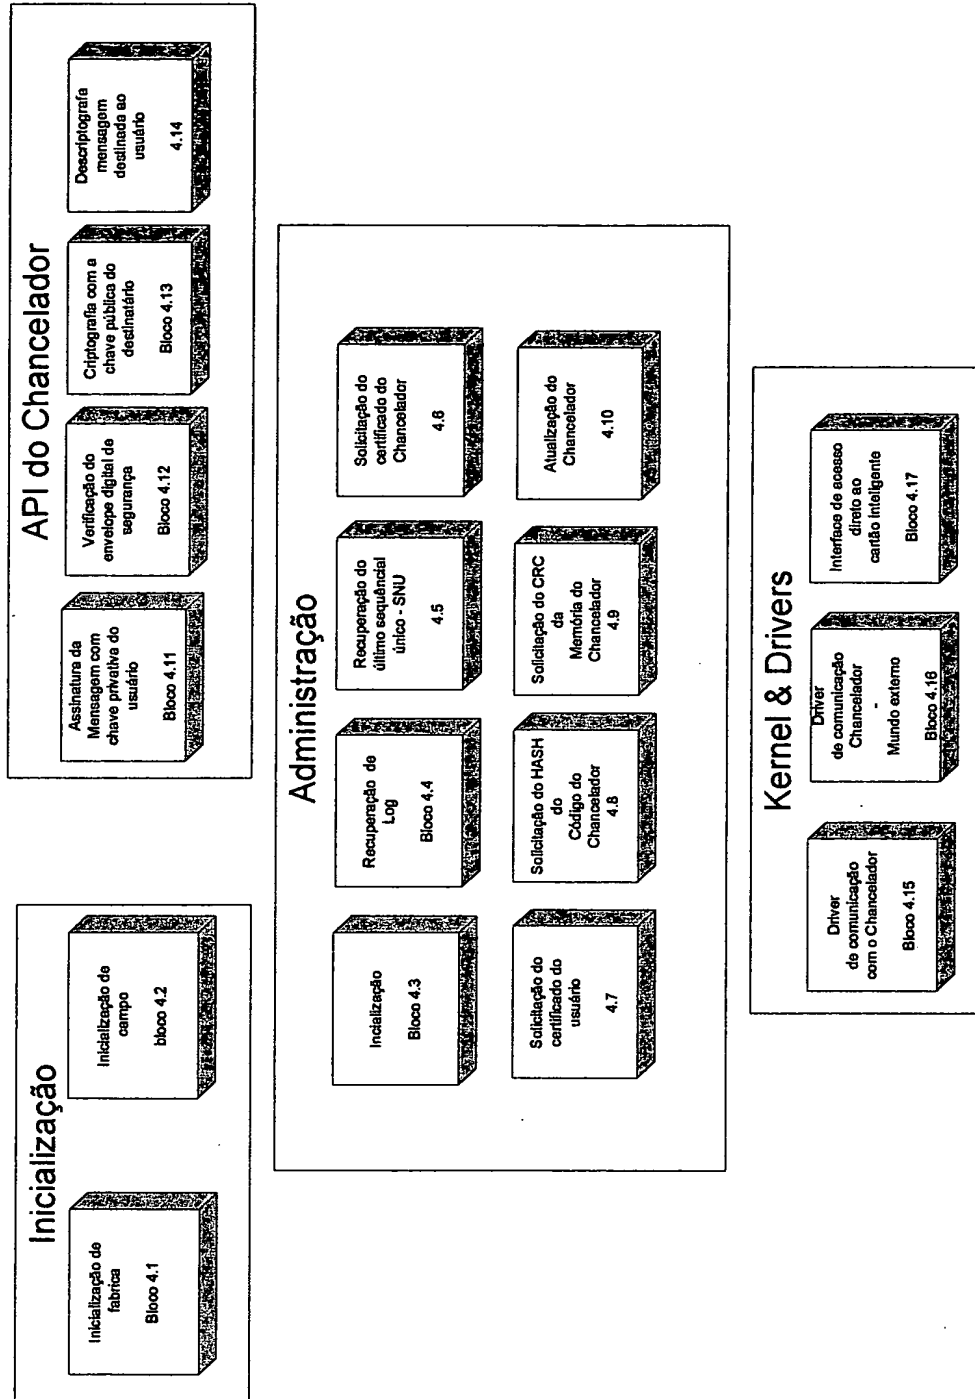 Inicialização
Inicialização de
fabrica
Bloco 4.1
Inicialização de
campo
bloco 4.2
API do Chancelador
Assinatura da
Mensagem com
chave privativa do
usuário
Bloco 4.11
Verificação do
envelope digital de
segurança
Bloco 4.12
Criptografia com a
chave pública do
destinatário
Bloco 4.13
Descriptografa
mensagem
destinada ao
usuário
4.14
Administração
Incialização
Bloco 4.3
Recuperação de
Log
Bloco 4.4
Recuperação do
último sequêncial
único - SNU
4.5
Solicitação do
certificado do
Chancelador
4.6
Solicitação do
certificado do
usuário
4.7
Solicitação do HASH
do
Código do
Chancelador
4.8
Solicitação do CRC
da
Memória do
Chancelador
4.9
Atualização do
Chancelador
4.10
Kernel & Drivers
Driver
de comunicação
com o Chancelador
Bloco 4.15
Driver
de comunicação
Chancelador
-
Mundo externo
Bloco 4.16
Interface de acesso
direto ao
cartão inteligente
Bloco 4.17